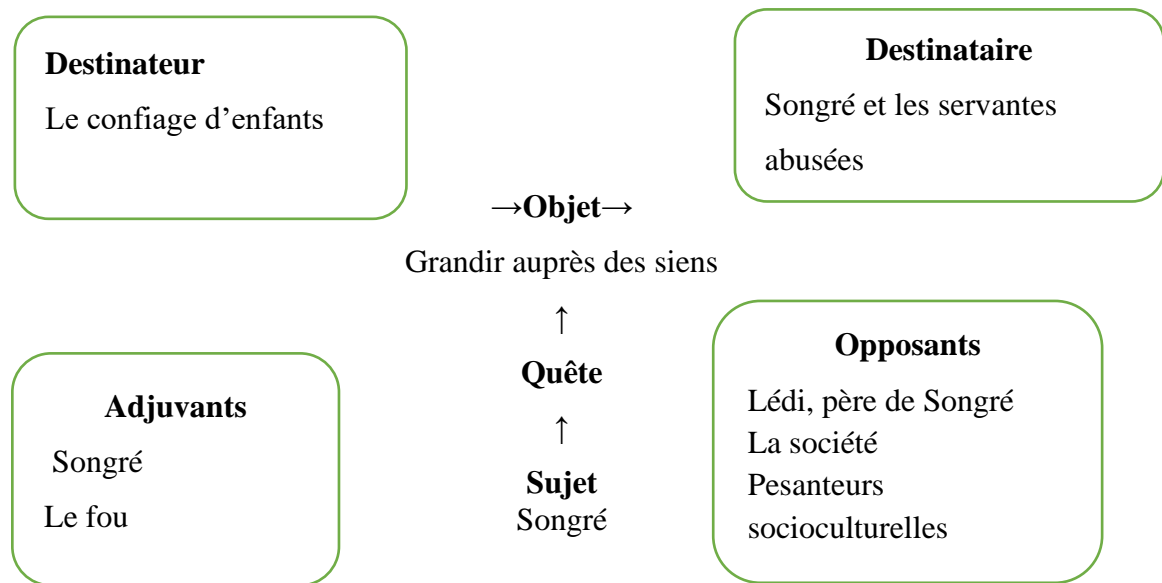 Destinateur
Le confiage d'enfants
Destinataire
Songré et les servantes
abusées
→Objet→
Grandir auprès des siens
↑
Quête
↑
Sujet
Songré
Adjuvants
Songré
Le fou
Opposants
Lédi, père de Songré
La société
Pesanteurs
socioculturelles